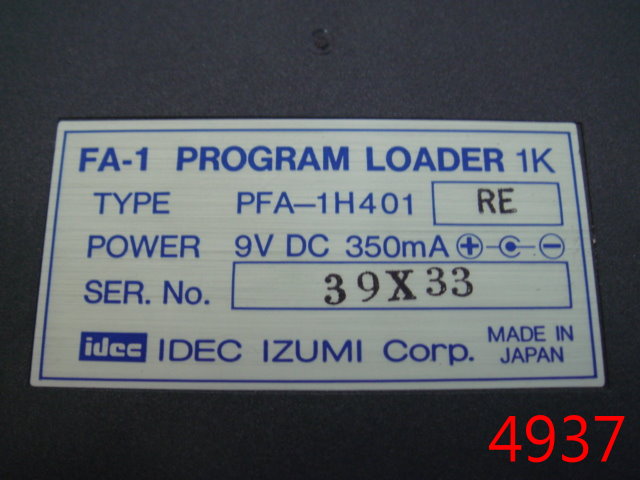 FA-1 PROGRAM LOADER 1K
TYPE PFA-1H401 RE
POWER 9V DC 350mA
SER. No. 39X33
idec IDEC IZUMI Corp. MADE IN JAPAN
4937